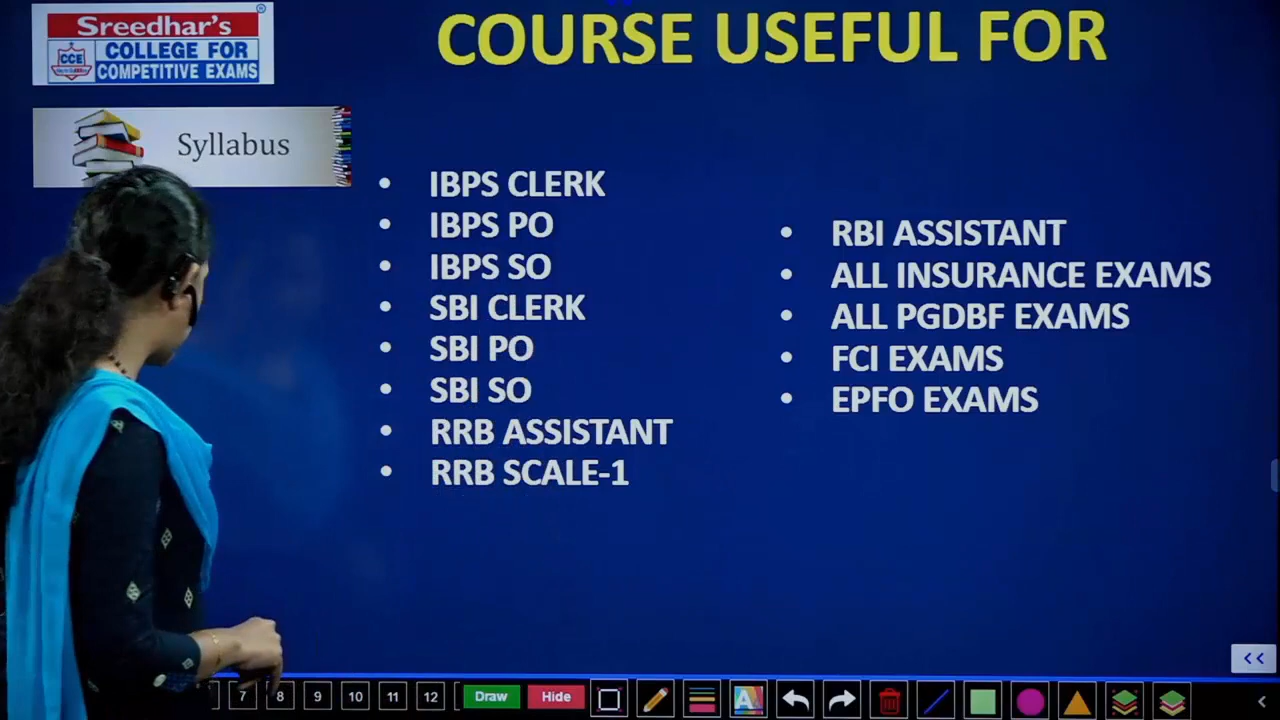 Sreedhar's
®
CCE
COLLEGE FOR
COMPETITIVE EXAMS
COURSE USEFUL FOR
Syllabus
• IBPS CLERK
• IBPS PO
• IBPS SO
• SBI CLERK
• SBI PO
• SBI SO
• RRB ASSISTANT
• RRB SCALE-1
• RBI ASSISTANT
• ALL INSURANCE EXAMS
• ALL PGDBF EXAMS
• FCI EXAMS
• EPFO EXAMS
<<
7 8 9 10 11 12 Draw Hide A <